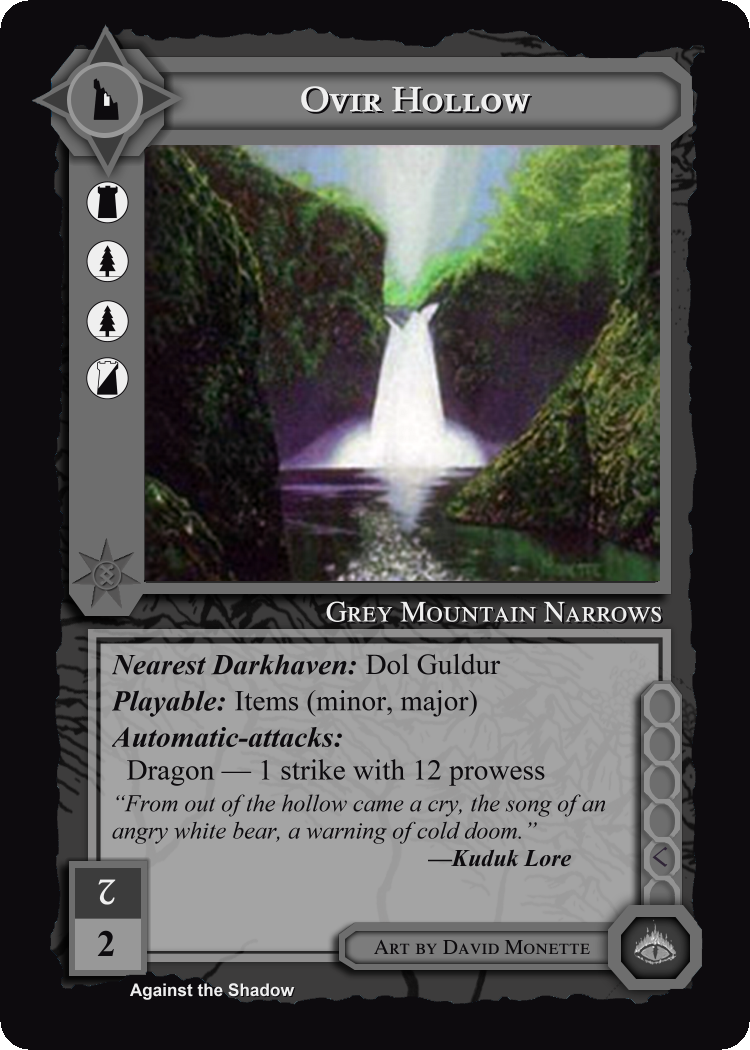 Ovir Hollow
Grey Mountain Narrows
Nearest Darkhaven: Dol Guldur
Playable: Items (minor, major)
Automatic-attacks:
Dragon — 1 strike with 12 prowess
“From out of the hollow came a cry, the song of an
angry white bear, a warning of cold doom.”
—Kuduk Lore
2
2
Art by David Monette
Against the Shadow